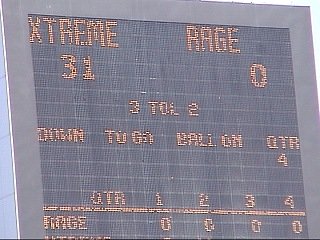 XTREME RAGE
31 0
3 TOL 2
DOWN TO GO BALL ON QTR
4
QTR 1 2 3 4
RAGE 0 0 0 0